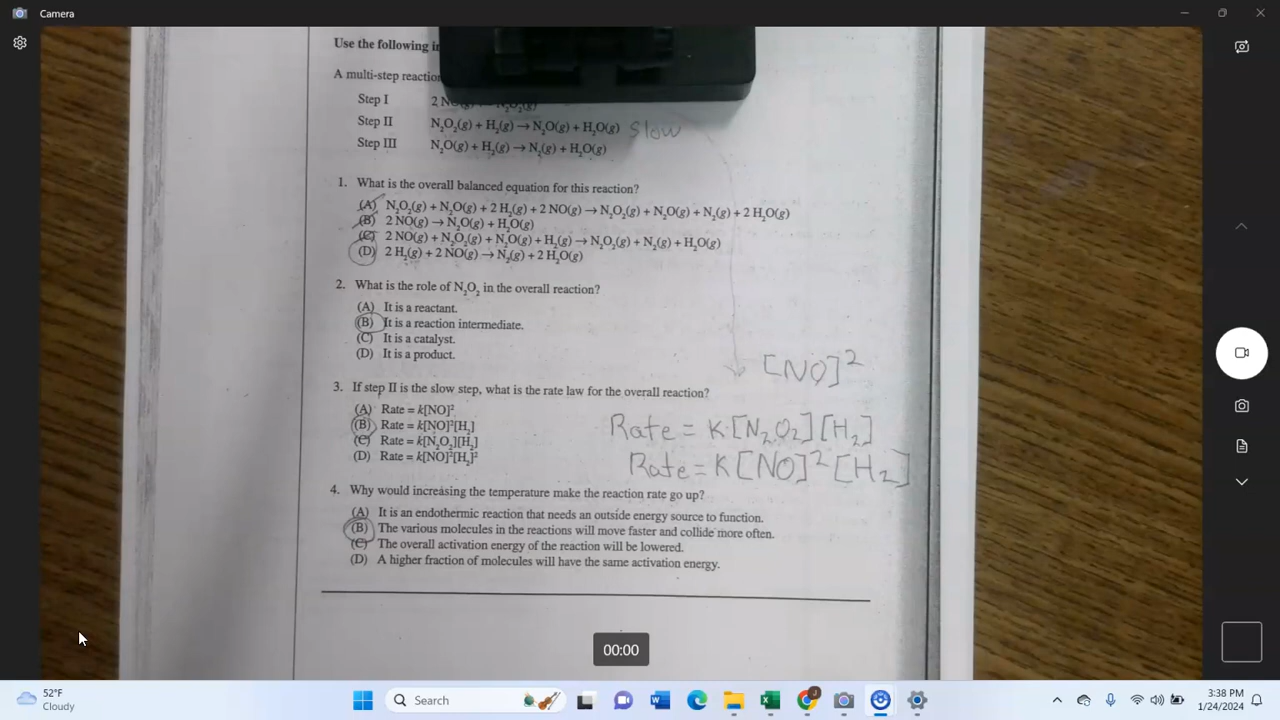 Camera
Use the following in
A multi-step reaction
Step I 2 NO(g) N₂O₂(g)
Step II N₂O₂(g) + H₂(g) → N₂O(g) + H₂O(g) Slow
Step III N₂O(g) + H₂(g) → N₂(g) + H₂O(g)
1. What is the overall balanced equation for this reaction?
(A) N₂O₂(g) + N₂O(g) + 2 H₂(g) + 2 NO(g) → N₂O₂(g) + N₂O(g) + N₂(g) + 2 H₂O(g)
(B) 2 NO(g) → N₂O(g) + H₂O(g)
(C) 2 NO(g) + N₂O₂(g) + N₂O(g) + H₂(g) → N₂O₂(g) + N₂(g) + H₂O(g)
(D) 2 H₂(g) + 2 NO(g) → N₂(g) + 2 H₂O(g)
2. What is the role of N₂O₂ in the overall reaction?
(A) It is a reactant.
(B) It is a reaction intermediate.
(C) It is a catalyst.
(D) It is a product.
[NO]²
3. If step II is the slow step, what is the rate law for the overall reaction?
(A) Rate = k[NO]²
(B) Rate = k[NO]²[H₂]
(C) Rate = k[N₂O₂][H₂]
(D) Rate = k[NO]²[H₂]²
Rate = K[N₂O₂][H₂]
Rate = K[NO]²[H₂]
4. Why would increasing the temperature make the reaction rate go up?
(A) It is an endothermic reaction that needs an outside energy source to function.
(B) The various molecules in the reactions will move faster and collide more often.
(C) The overall activation energy of the reaction will be lowered.
(D) A higher fraction of molecules will have the same activation energy.
00:00
52°F
Cloudy
Search
3:38 PM
1/24/2024